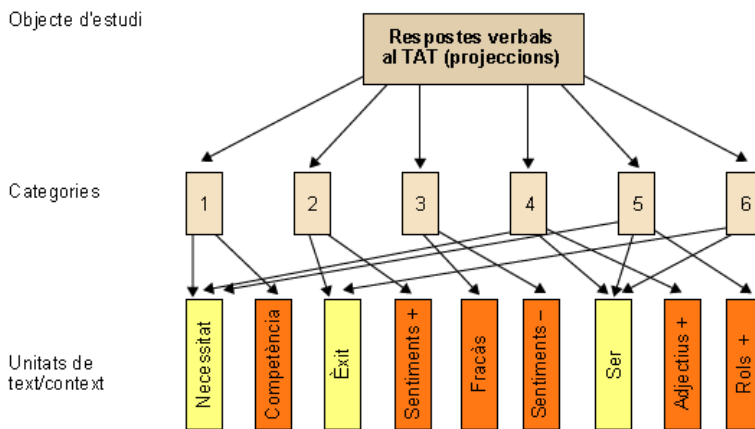 Objecte d'estudi
Respostes verbals
al TAT (projeccions)
Categories
1
2
3
4
5
6
Unitats de
text/context
Necessitat
Competència
Èxit
Sentiments +
Fracàs
Sentiments –
Ser
Adjectius +
Rols +